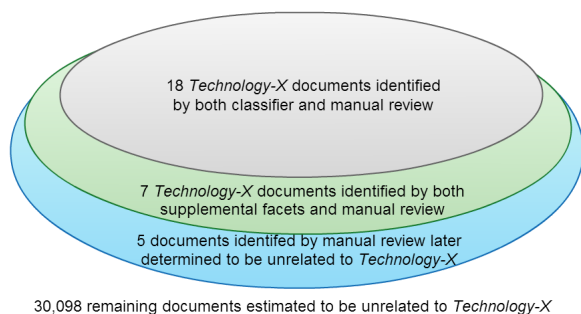 18 Technology-X documents identified
by both classifier and manual review
7 Technology-X documents identified by both
supplemental facets and manual review
5 documents identifed by manual review later
determined to be unrelated to Technology-X
30,098 remaining documents estimated to be unrelated to Technology-X